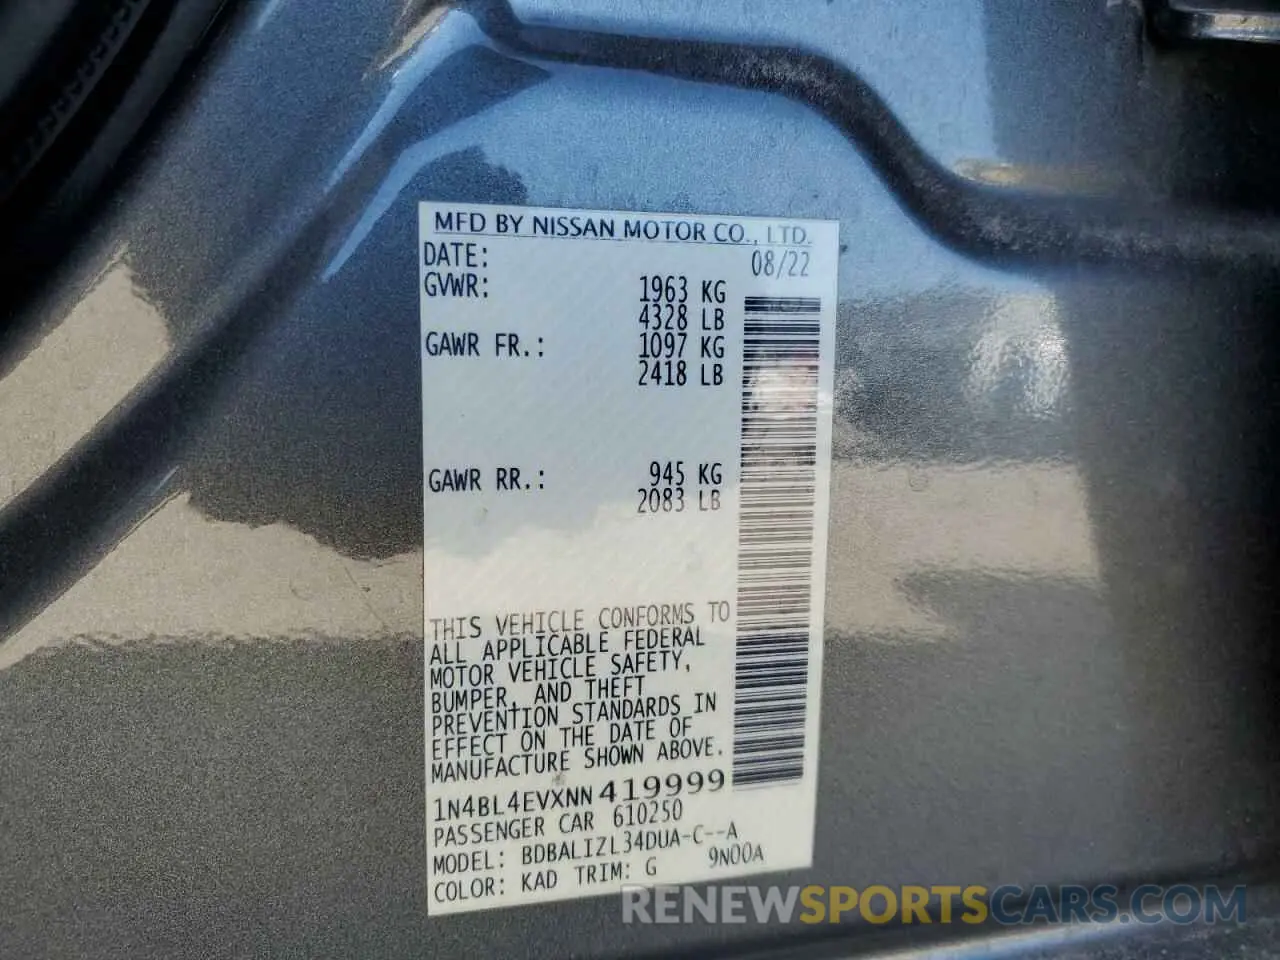 MFD BY NISSAN MOTOR CO., LTD.
DATE: 08/22
GVWR: 1963 KG
4328 LB
GAWR FR.: 1097 KG
2418 LB
GAWR RR.: 945 KG
2083 LB
THIS VEHICLE CONFORMS TO
ALL APPLICABLE FEDERAL
MOTOR VEHICLE SAFETY,
BUMPER, AND THEFT
PREVENTION STANDARDS IN
EFFECT ON THE DATE OF
MANUFACTURE SHOWN ABOVE.
1N4BL4EVXNN419999
PASSENGER CAR 610250
MODEL: BDBALIZL34DUA-C--A
COLOR: KAD TRIM: G 9N00A
RENEWSPORTSCARS.COM